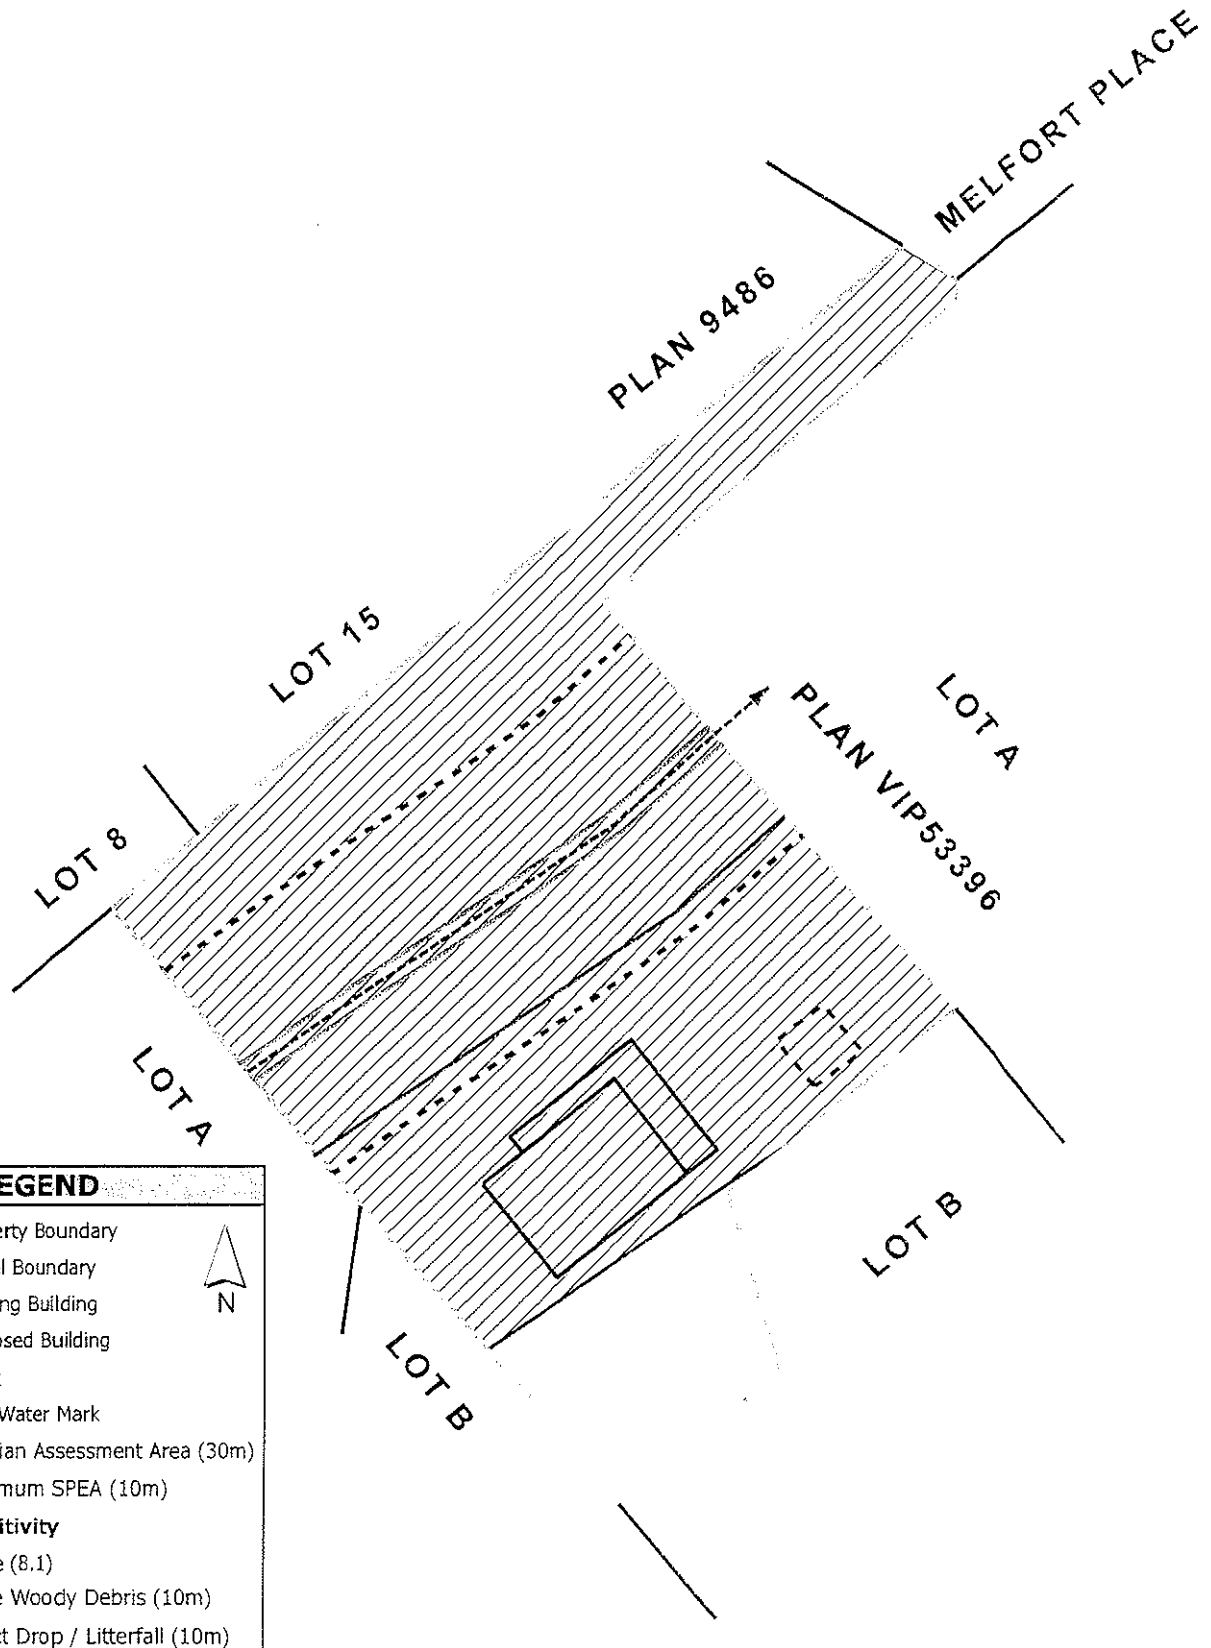 MELFORT PLACE
PLAN 9486
LOT 15
LOT A
PLAN VIP53396
LOT 8
LOT A
LOT B
LOT B
EGEND
erty Boundary
l Boundary
ng Building
osed Building
N
Water Mark
ian Assessment Area (30m)
mum SPEA (10m)
itivity
e (8.1)
e Woody Debris (10m)
ct Drop / Litterfall (10m)